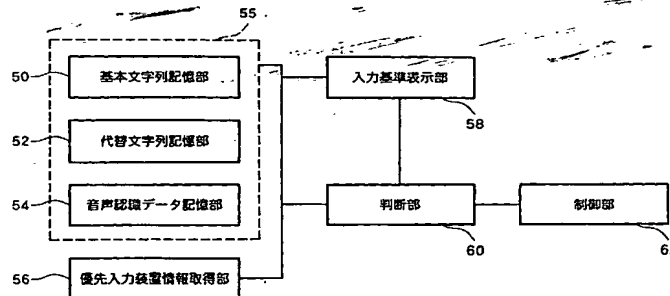 55
50 基本文字列記憶部
52 代替文字列記憶部
54 音声認識データ記憶部
56 優先入力装置情報取得部
入力基準表示部
58
判断部
60
制御部
6